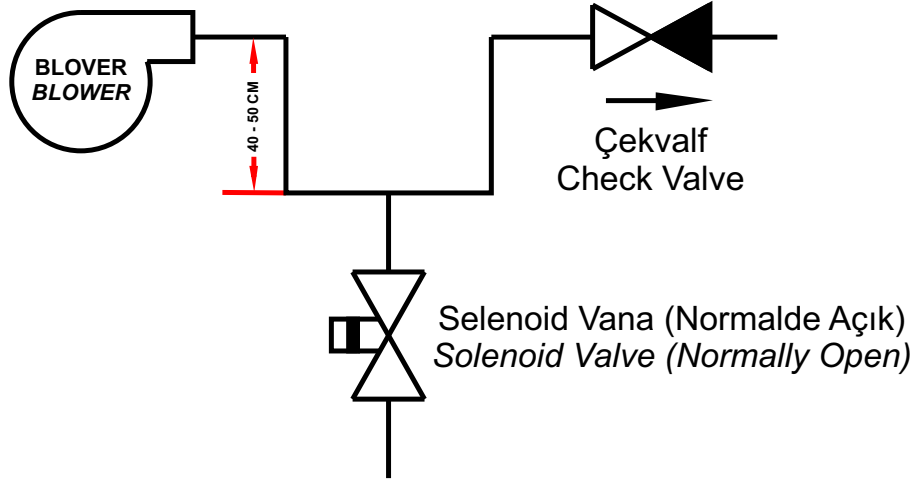 BLOVER
BLOWER
40 - 50 CM
Çekvalf
Check Valve
Selenoid Vana (Normalde Açık)
Solenoid Valve (Normally Open)